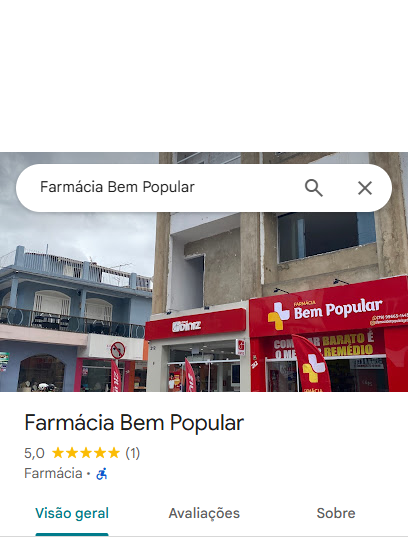 Farmácia Bem Popular
FARMÁCIA
Bem Popular
COMPRAR BARATO É
O MELHOR REMÉDIO
Farmácia Bem Popular
5,0 (1)
Farmácia ·
Visão geral
Avaliações
Sobre